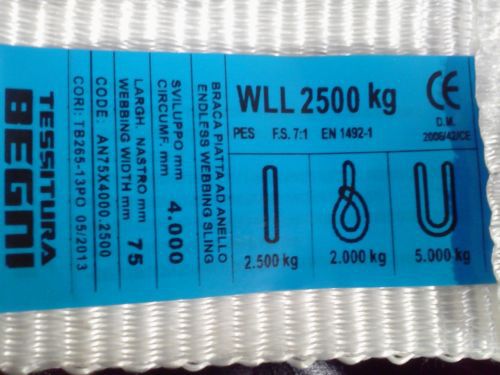 TESSITURA
BEGNI
CORI: TB265-13PO 05/2013
CODE: AN75X4000.2500
LARGH. NASTRO mm
WEBBING WIDTH mm
75
SVILUPPO mm
CIRCUMF. mm
4.000
BRACA PIATTA AD ANELLO
ENDLESS WEBBING SLING
WLL 2500 kg
PES F.S. 7:1 EN 1492-1
CE
D.M.
2006/42/CE
2.500 kg
2.000 kg
5.000 kg